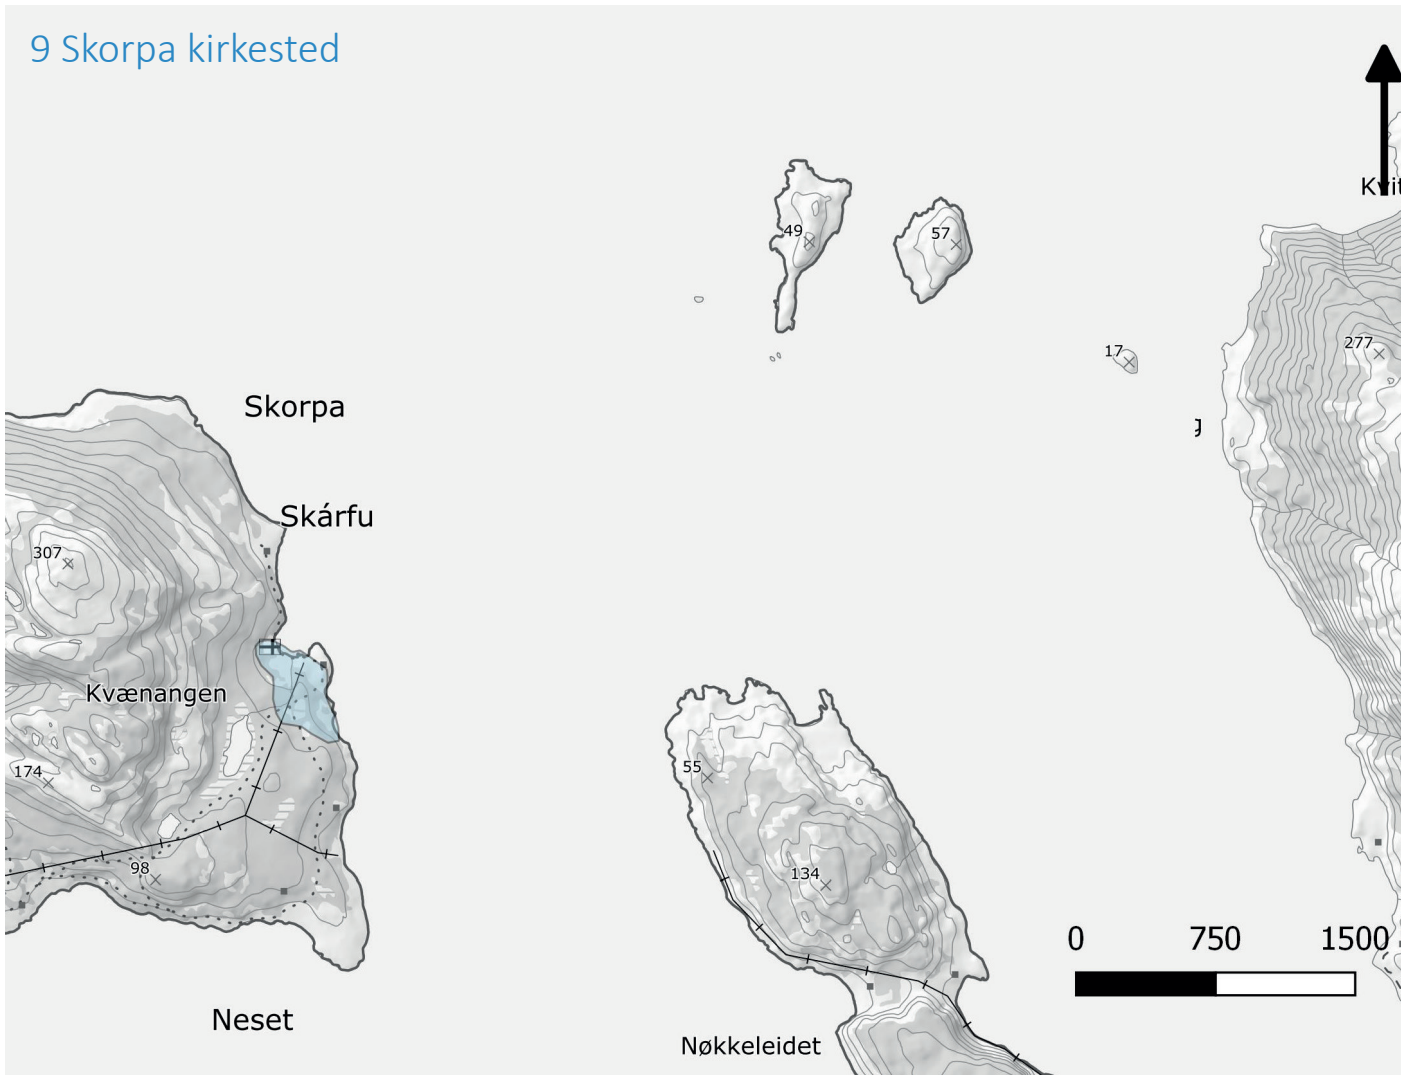 9 Skorpa kirkested
Kvit
49
57
17
277
g
Skorpa
Skárfu
307
Kvænangen
174
55
98
134
0 750 1500
Neset
Nøkkeleidet